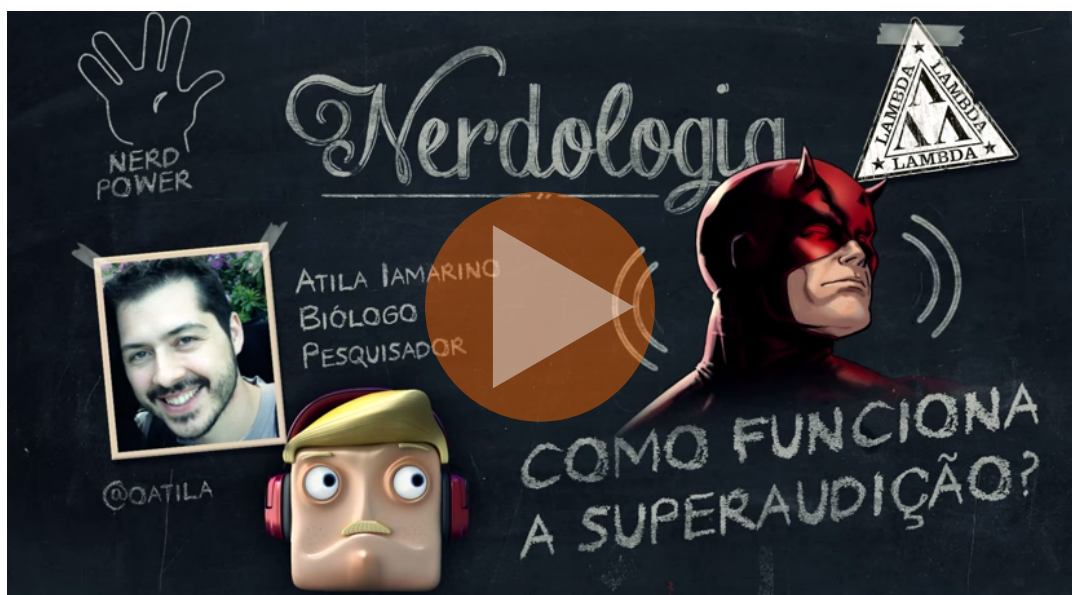 NERD
POWER
Nerdologia
LAMBDA
LAMBDA
LAMBDA
ATILA IAMARINO
BIÓLOGO
PESQUISADOR
@OATILA
COMO FUNCIONA
A SUPERAUDIÇÃO?